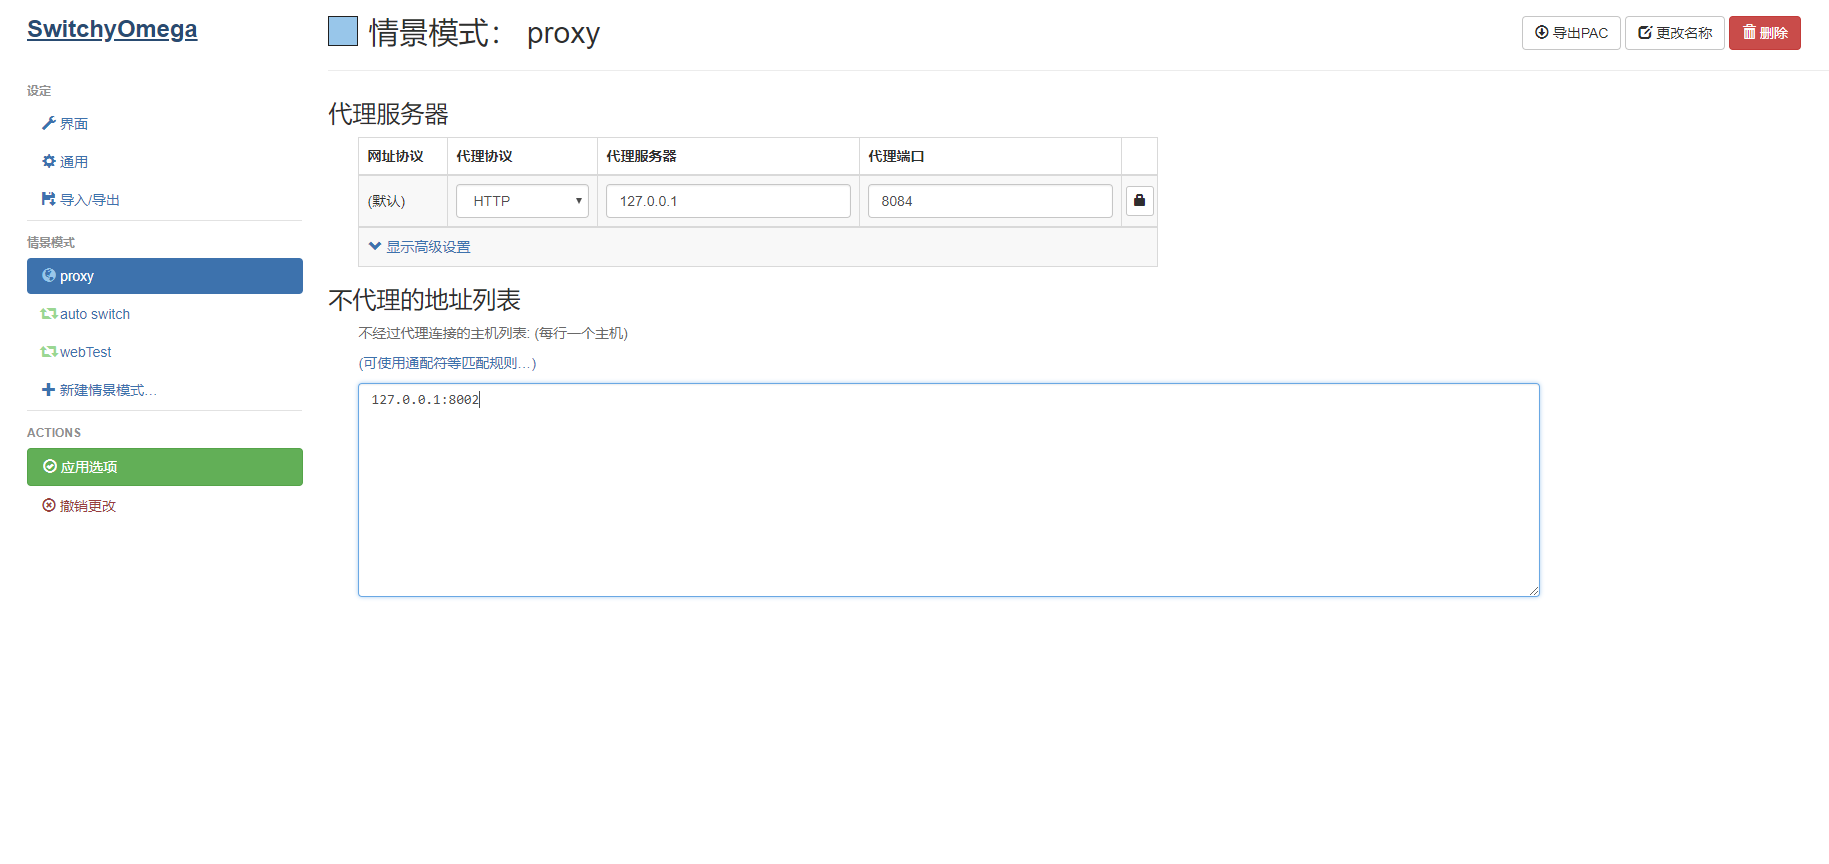 SwitchyOmega
设定
界面
通用
导入/导出
情景模式
proxy
auto switch
webTest
新建情景模式…
ACTIONS
应用选项
撤销更改
情景模式： proxy
导出PAC 更改名称 删除
代理服务器
网址协议 代理协议 代理服务器 代理端口
(默认) HTTP 127.0.0.1 8084
显示高级设置
不代理的地址列表
不经过代理连接的主机列表: (每行一个主机)
(可使用通配符等匹配规则…)
127.0.0.1:8002